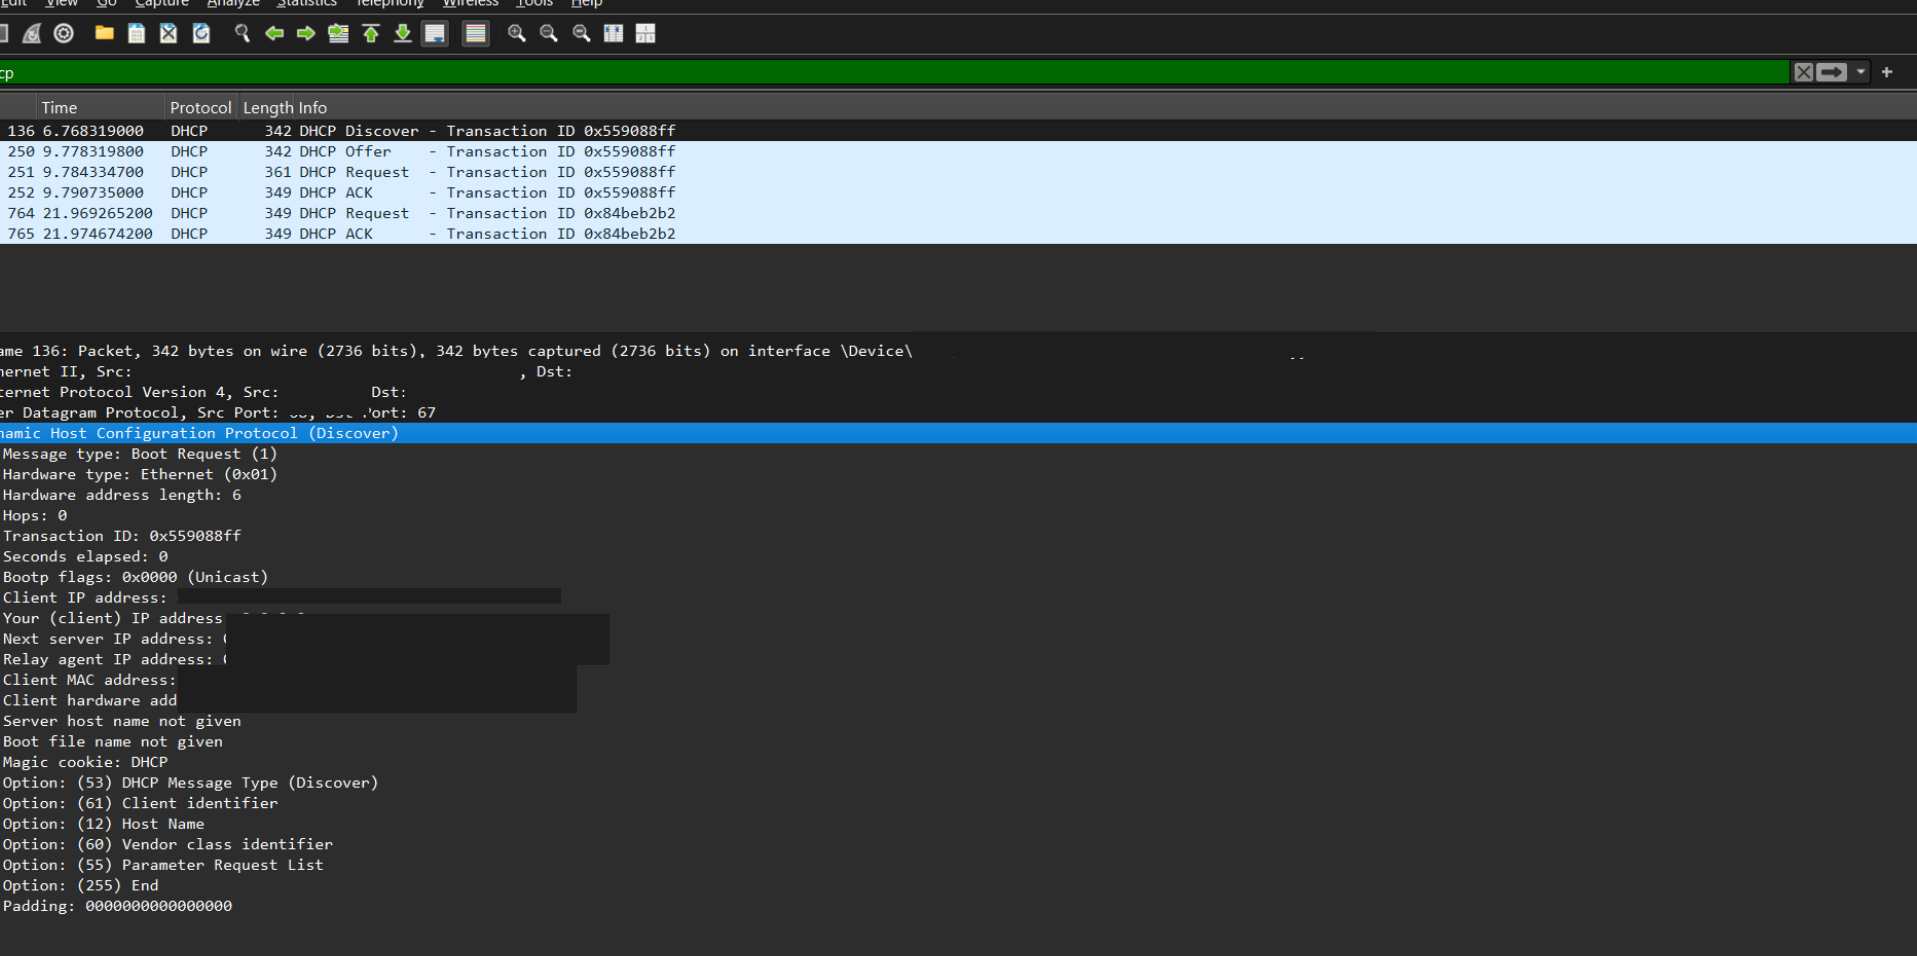 Edit View Go Capture Analyze Statistics Telephony Wireless Tools Help
cp
Time Protocol Length Info
136 6.768319000 DHCP 342 DHCP Discover - Transaction ID 0x559088ff
250 9.778319800 DHCP 342 DHCP Offer - Transaction ID 0x559088ff
251 9.784334700 DHCP 361 DHCP Request - Transaction ID 0x559088ff
252 9.790735000 DHCP 349 DHCP ACK - Transaction ID 0x559088ff
764 21.969265200 DHCP 349 DHCP Request - Transaction ID 0x84beb2b2
765 21.974674200 DHCP 349 DHCP ACK - Transaction ID 0x84beb2b2
ame 136: Packet, 342 bytes on wire (2736 bits), 342 bytes captured (2736 bits) on interface \Device\
hernet II, Src: , Dst:
ternet Protocol Version 4, Src: Dst:
er Datagram Protocol, Src Port: Port: 67
namic Host Configuration Protocol (Discover)
Message type: Boot Request (1)
Hardware type: Ethernet (0x01)
Hardware address length: 6
Hops: 0
Transaction ID: 0x559088ff
Seconds elapsed: 0
Bootp flags: 0x0000 (Unicast)
Client IP address:
Your (client) IP address
Next server IP address:
Relay agent IP address:
Client MAC address:
Client hardware add
Server host name not given
Boot file name not given
Magic cookie: DHCP
Option: (53) DHCP Message Type (Discover)
Option: (61) Client identifier
Option: (12) Host Name
Option: (60) Vendor class identifier
Option: (55) Parameter Request List
Option: (255) End
Padding: 0000000000000000